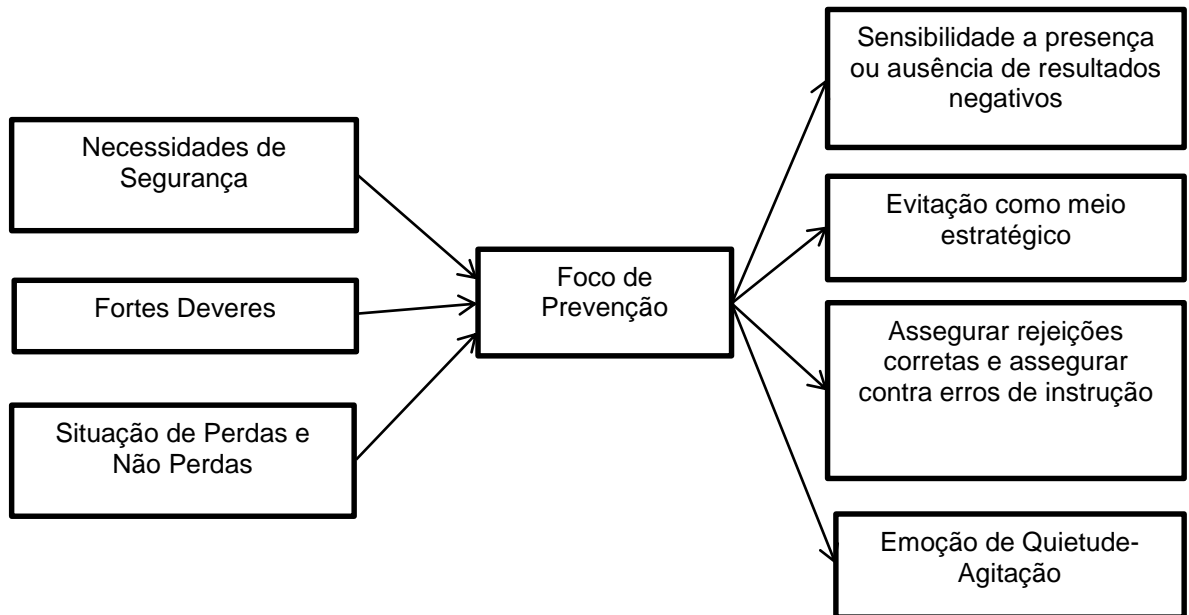 Necessidades de
Segurança
Fortes Deveres
Situação de Perdas e
Não Perdas
Foco de
Prevenção
Sensibilidade a presença
ou ausência de resultados
negativos
Evitação como meio
estratégico
Assegurar rejeições
corretas e assegurar
contra erros de instrução
Emoção de Quietude-
Agitação